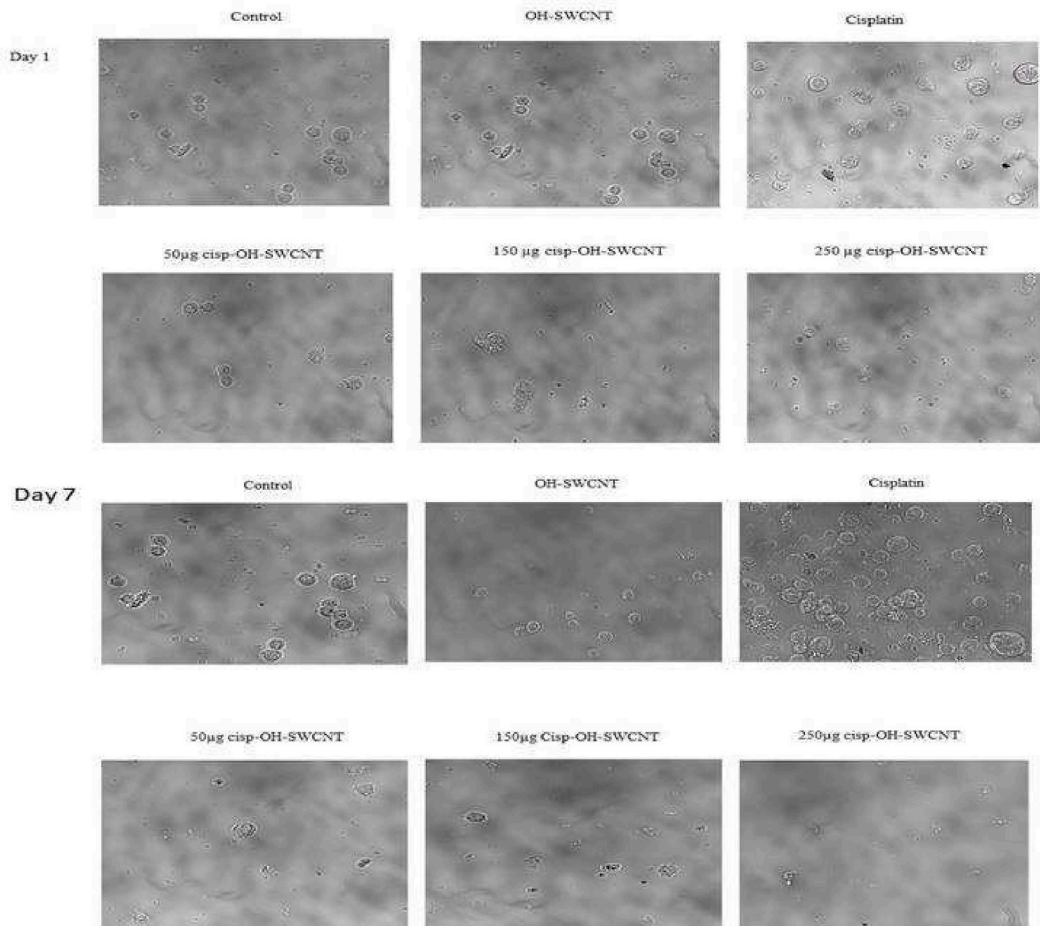 Control OH-SWCNT Cisplatin
Day 1
50µg cisp-OH-SWCNT 150 µg cisp-OH-SWCNT 250 µg cisp-OH-SWCNT
Day 7
Control OH-SWCNT Cisplatin
50µg cisp-OH-SWCNT 150µg Cisp-OH-SWCNT 250µg cisp-OH-SWCNT